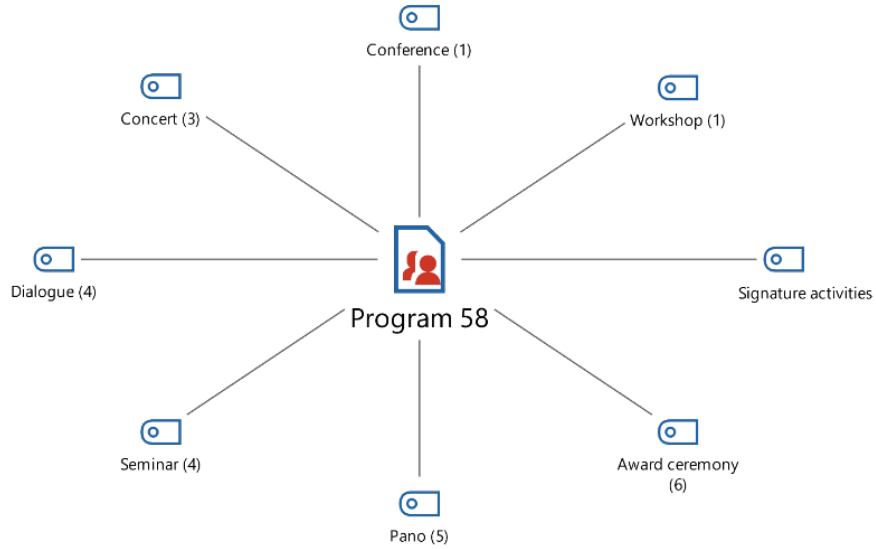 Conference (1)
Concert (3)
Workshop (1)
Dialogue (4)
Signature activities
Program 58
Seminar (4)
Award ceremony
(6)
Pano (5)